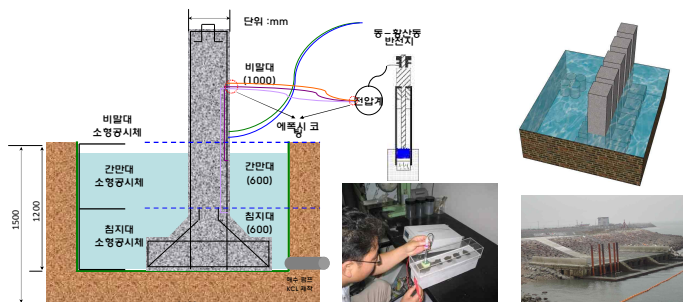 단위 :mm
동-황산동
반전지
비말대
(1000)
전압계
에폭시 코
팅
비말대
소형공시체
간만대
소형공시체
간만대
(600)
침지대
소형공시체
침지대
(600)
1500
1200
KCL 제작